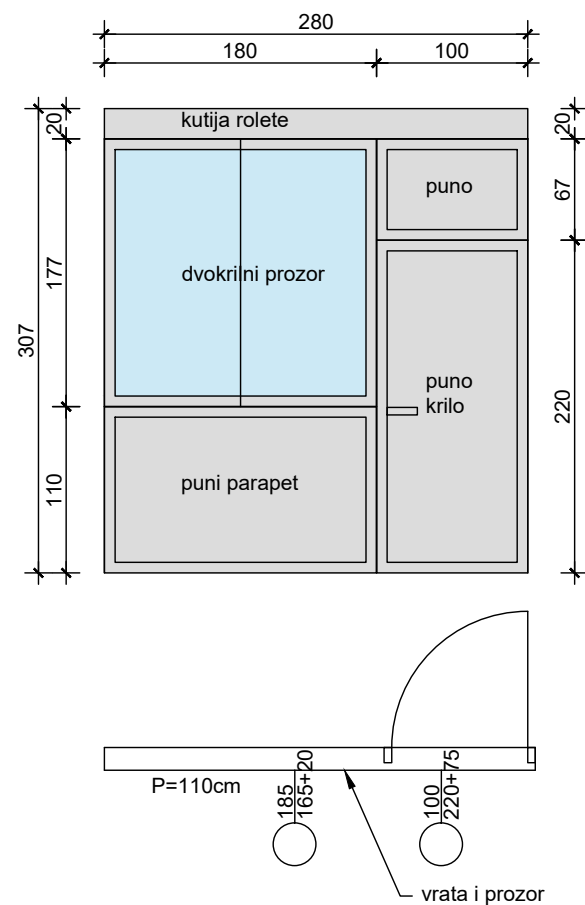 280
180
100
20
kutija rolete
20
puno
67
177
dvokrilni prozor
307
puno
krilo
220
110
puni parapet
P=110cm
185
165+20
100
220+75
vrata i prozor